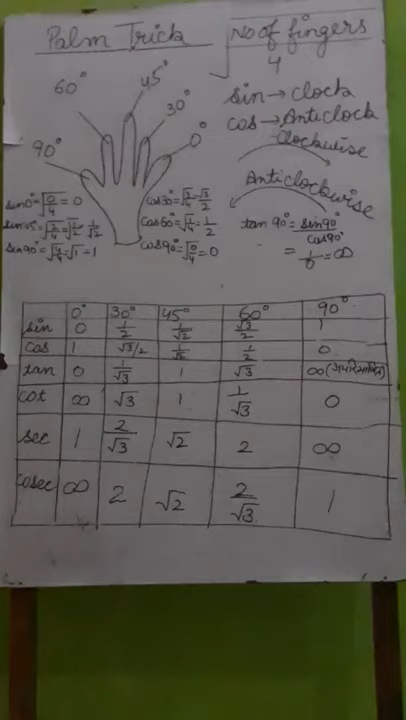 Palm Trick
√No of fingers/4
45°
60°
30°
90°
0°
sin → clock
cos → Anticlock
clockwise
Anticlockwise
sin0° = √0/4 = 0
sin45° = √2/4 = √1/2 = 1/√2
sin90° = √4/4 = √1 = 1
cos30° = √3/4 = √3/2
cos60° = √1/4 = 1/2
cos90° = √0/4 = 0
tan 90° = sin90°/cos90°
= 1/0 = ∞
0° 30° 45° 60° 90°
sin 0 1/2 1/√2 √3/2 1
cos 1 √3/2 1/√2 1/2 0
tan 0 1/√3 1 √3 ∞ (अपरिभाषित)
cot ∞ √3 1 1/√3 0
sec 1 2/√3 √2 2 ∞
cosec ∞ 2 √2 2/√3 1